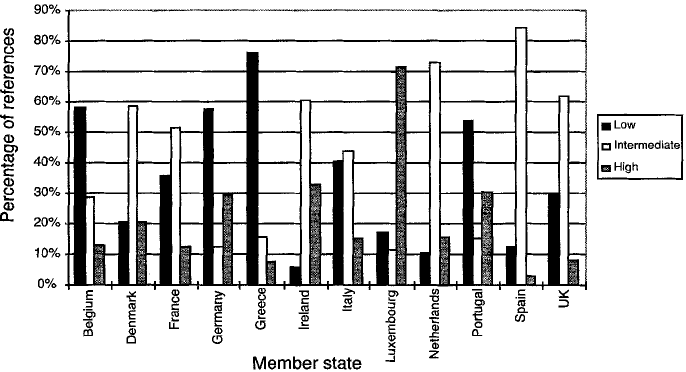 90%
80%
70%
60%
50%
40%
30%
20%
10%
0%
Percentage of references
Belgium
Denmark
France
Germany
Greece
Ireland
Italy
Luxembourg
Netherlands
Portugal
Spain
UK
Member state
Low
Intermediate
High